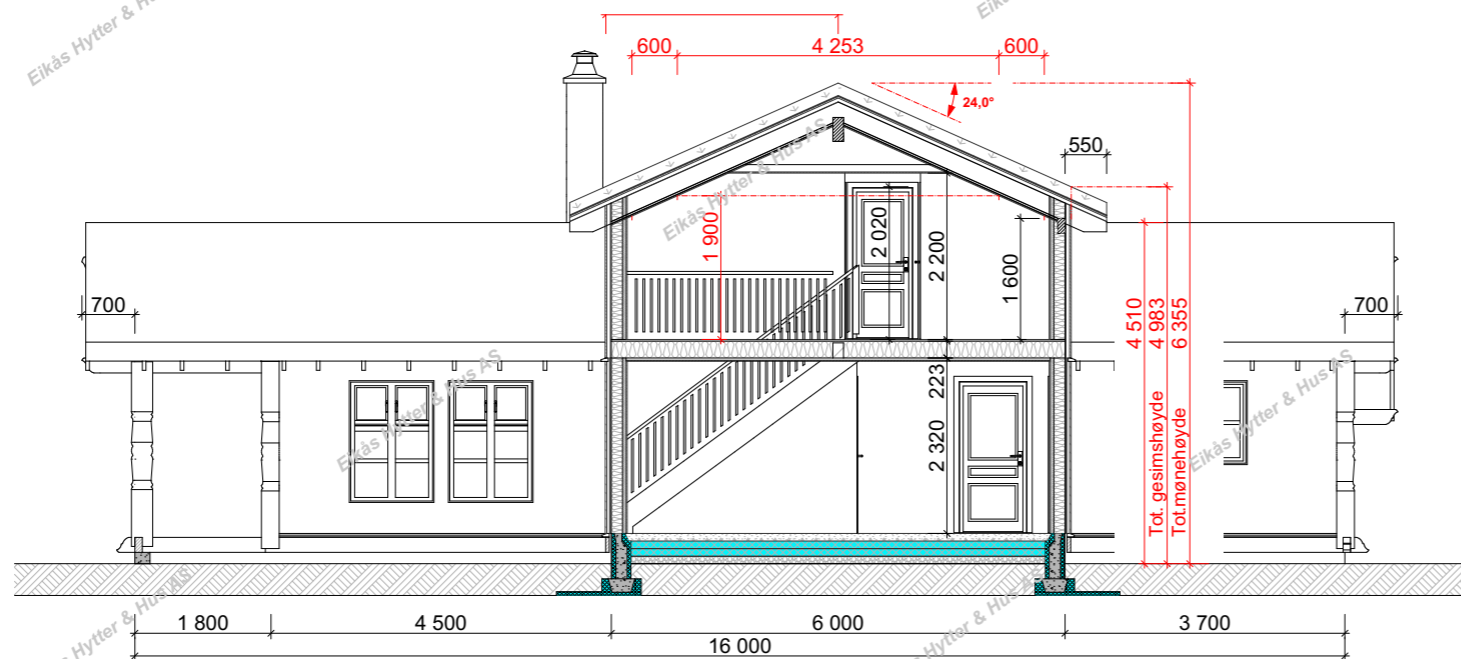 Eikås Hytter & H
Eikås
600
4 253
600
24,0°
550
Eikås Hytter & Hus AS
1 900
2 020
2 200
1 600
700
700
4 510
Tot. gesimshøyde 4 983
Tot.mønehøyde 6 355
223
2 320
Eikås Hytter & Hus AS
Eikås Hytter & Hus AS
Hytter & Hus AS
Hytter & Hus AS
1 800
4 500
6 000
3 700
16 000